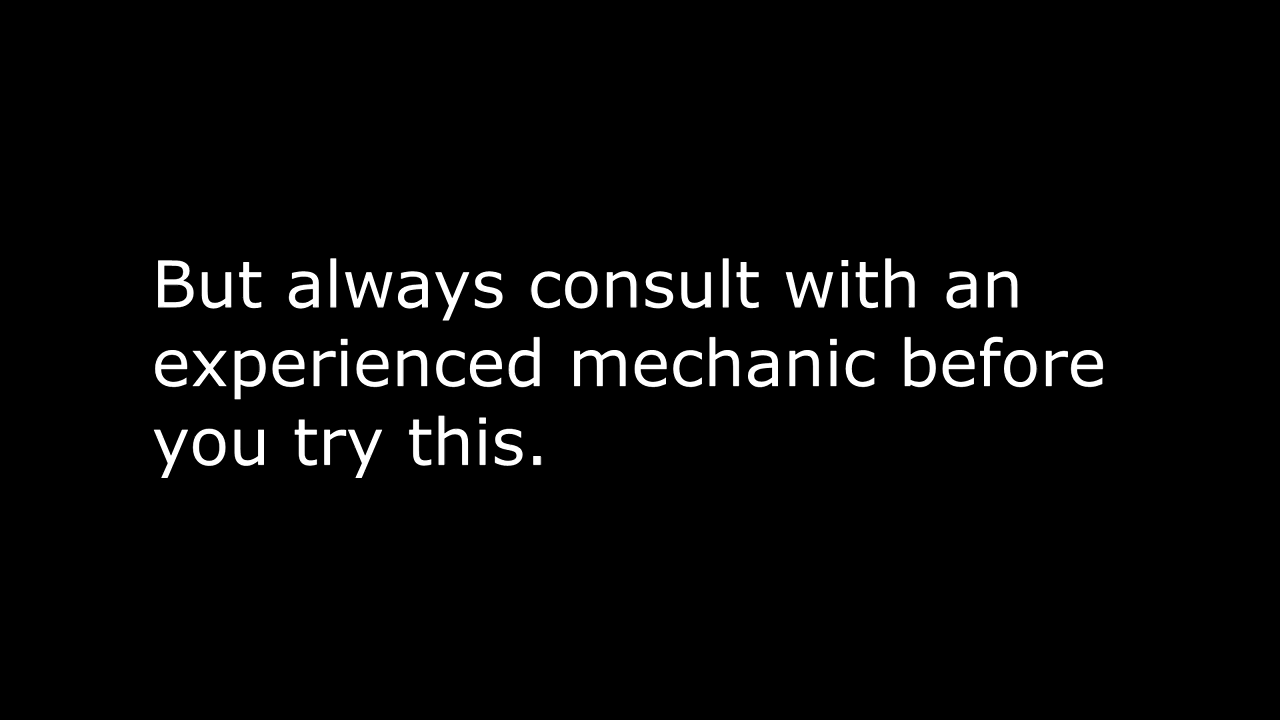 But always consult with an
experienced mechanic before
you try this.